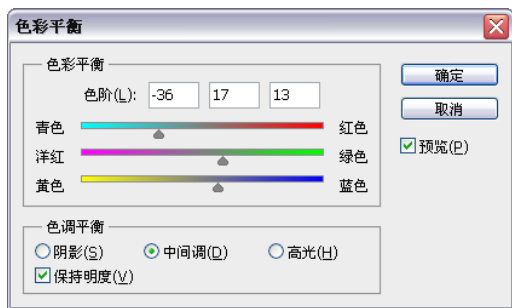 色彩平衡
色彩平衡
色阶(L): -36 17 13
青色 红色
洋红 绿色
黄色 蓝色
确定
取消
预览(P)
色调平衡
阴影(S) 中间调(D) 高光(H)
保持明度(V)